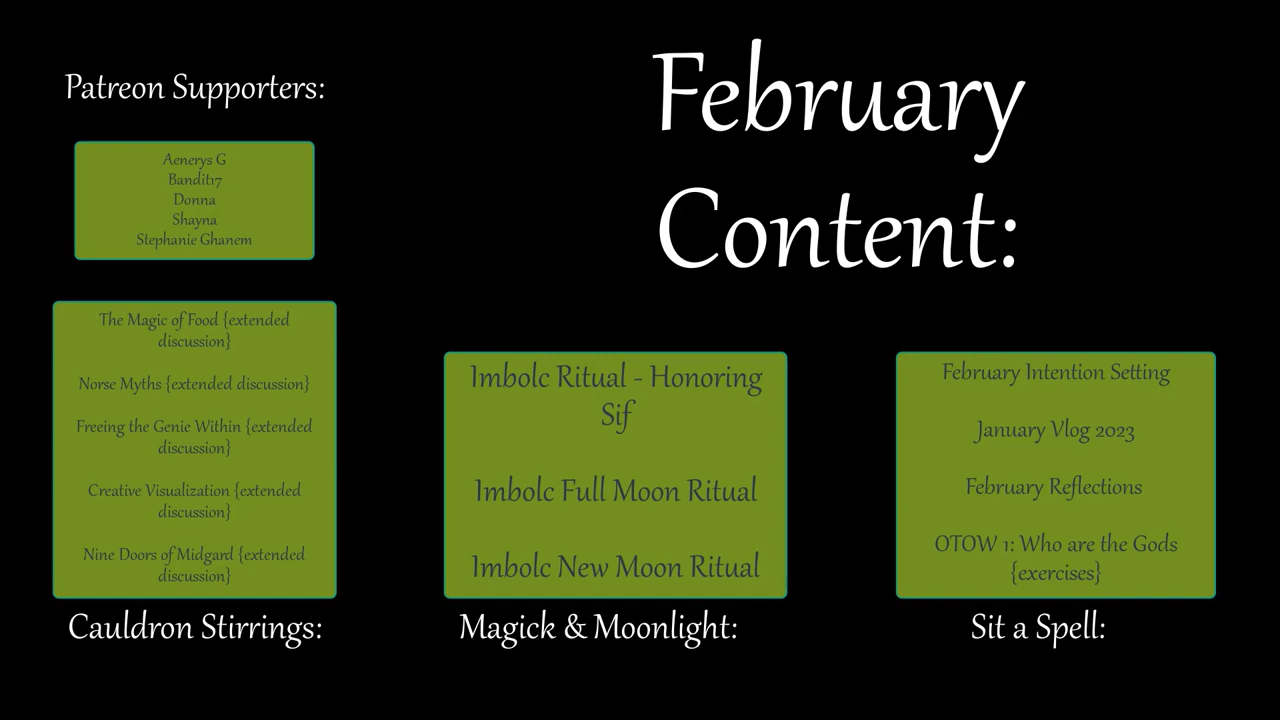 Patreon Supporters:
Aenerys G
Bandit17
Donna
Shayna
Stephanie Ghanem
February
Content:
The Magic of Food {extended
discussion}
Norse Myths {extended discussion}
Freeing the Genie Within {extended
discussion}
Creative Visualization {extended
discussion}
Nine Doors of Midgard {extended
discussion}
Cauldron Stirrings:
Imbolc Ritual - Honoring
Sif
Imbolc Full Moon Ritual
Imbolc New Moon Ritual
Magick & Moonlight:
February Intention Setting
January Vlog 2023
February Reflections
OTOW 1: Who are the Gods
{exercises}
Sit a Spell: